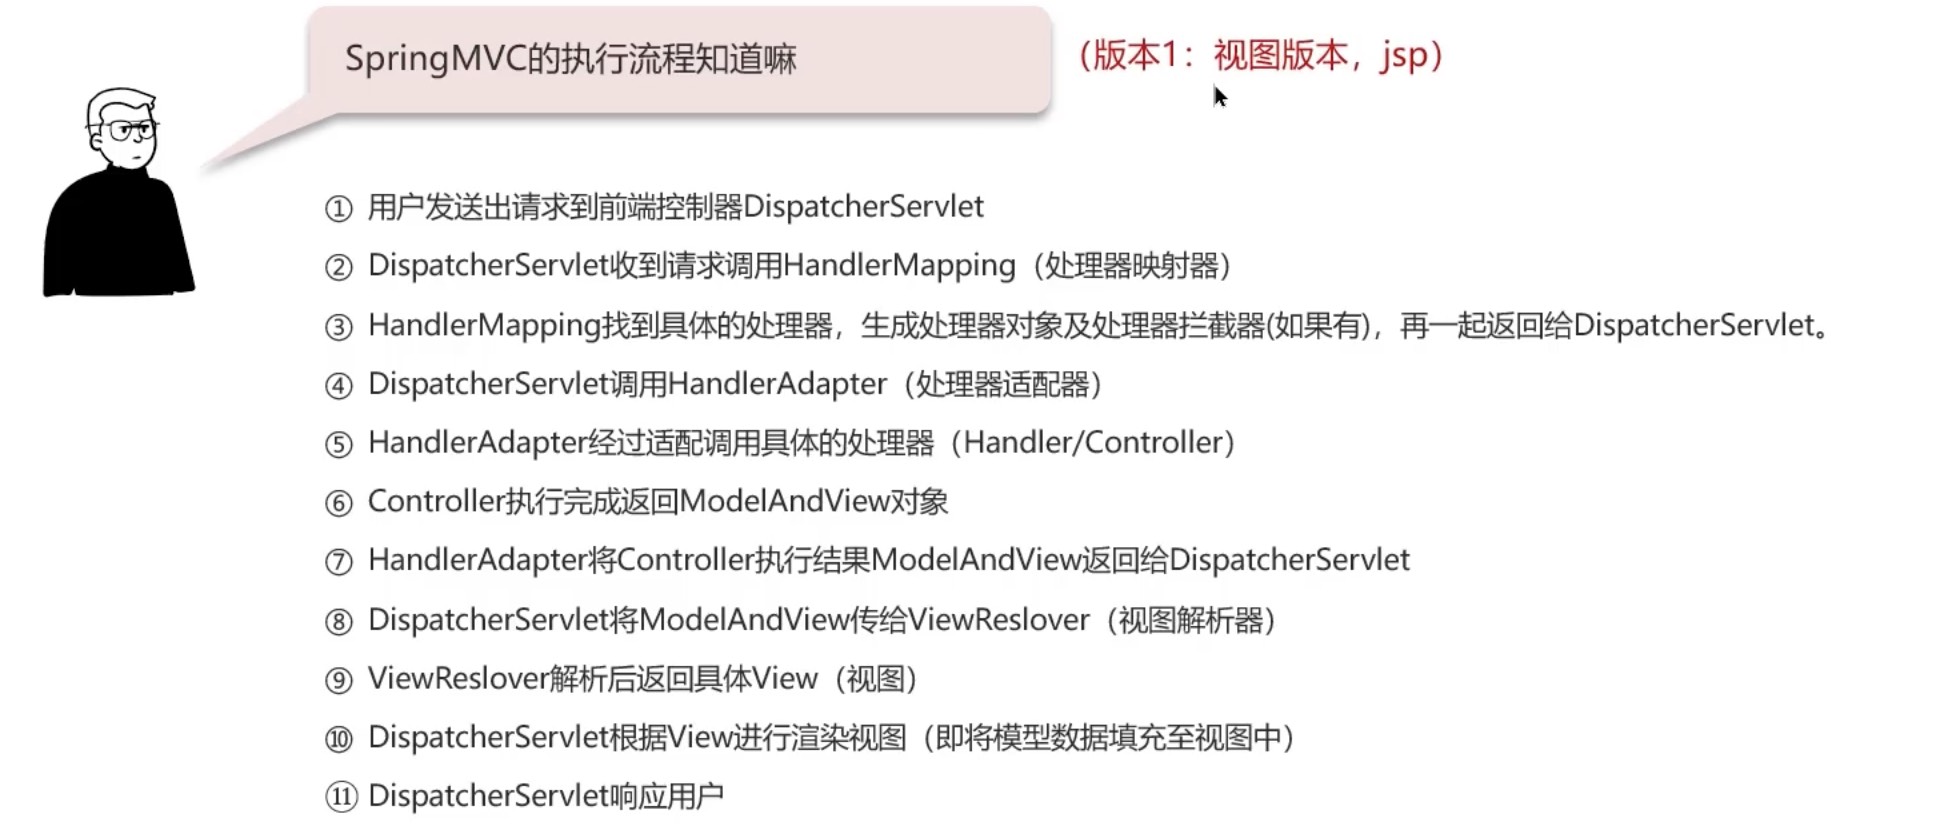 SpringMVC的执行流程知道嘛
（版本1：视图版本，jsp）
① 用户发送出请求到前端控制器DispatcherServlet
② DispatcherServlet收到请求调用HandlerMapping（处理器映射器）
③ HandlerMapping找到具体的处理器，生成处理器对象及处理器拦截器(如果有)，再一起返回给DispatcherServlet。
④ DispatcherServlet调用HandlerAdapter（处理器适配器）
⑤ HandlerAdapter经过适配调用具体的处理器（Handler/Controller）
⑥ Controller执行完成返回ModelAndView对象
⑦ HandlerAdapter将Controller执行结果ModelAndView返回给DispatcherServlet
⑧ DispatcherServlet将ModelAndView传给ViewReslover（视图解析器）
⑨ ViewReslover解析后返回具体View（视图）
⑩ DispatcherServlet根据View进行渲染视图（即将模型数据填充至视图中）
⑪ DispatcherServlet响应用户